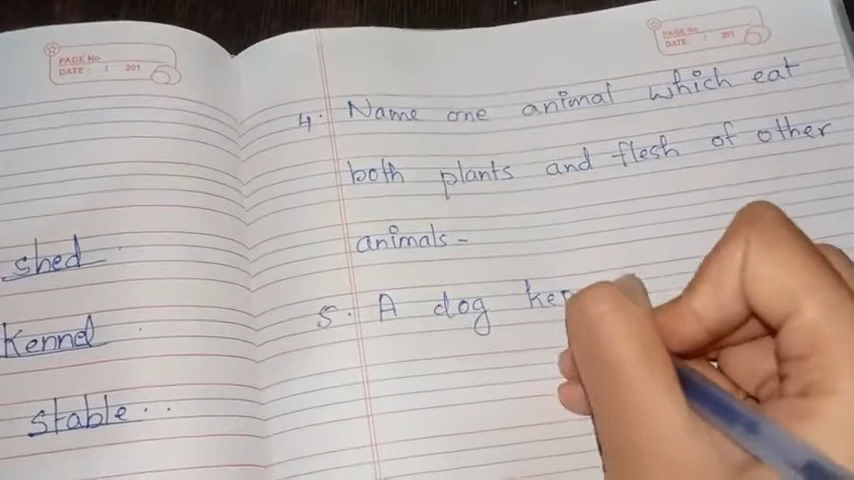 PAGE No
DATE : / 201
shed .
Kennel .
stable . .
PAGE No
DATE : / 201
4. Name one animal which eat
both plants and flesh of other
animals -
5. A dog